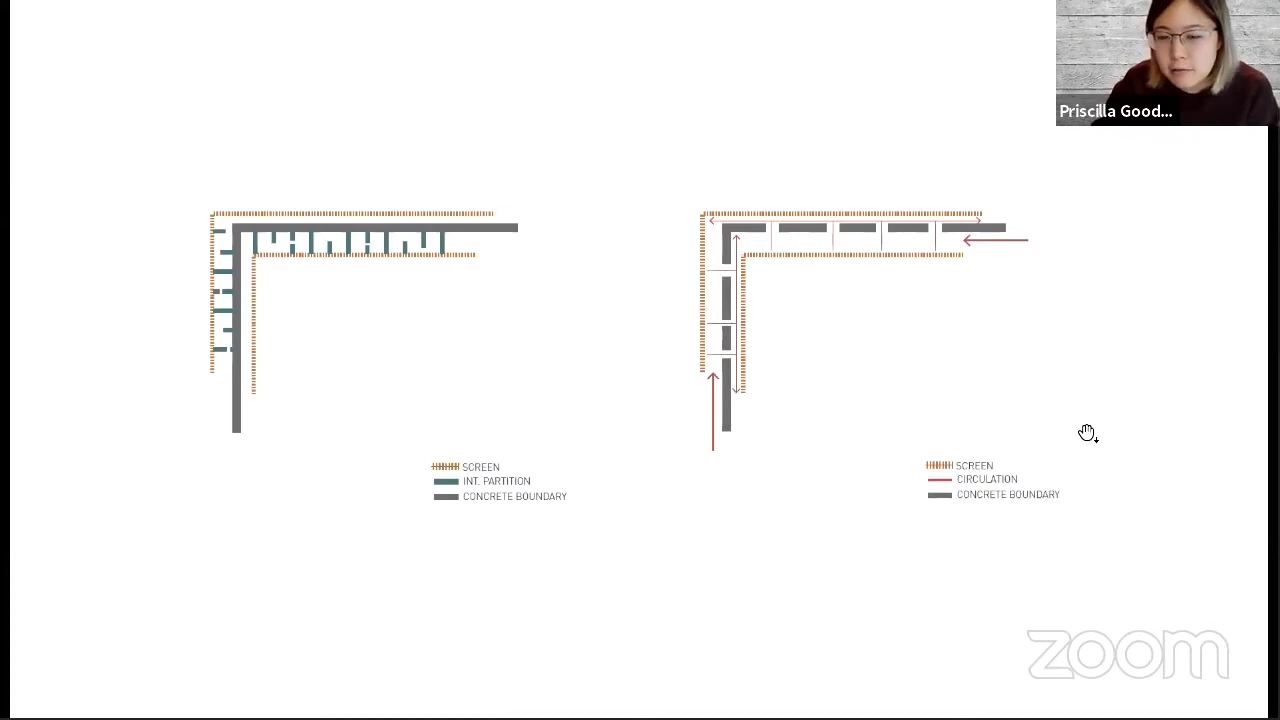 Priscilla Good...
SCREEN
INT. PARTITION
CONCRETE BOUNDARY
SCREEN
CIRCULATION
CONCRETE BOUNDARY
zoom